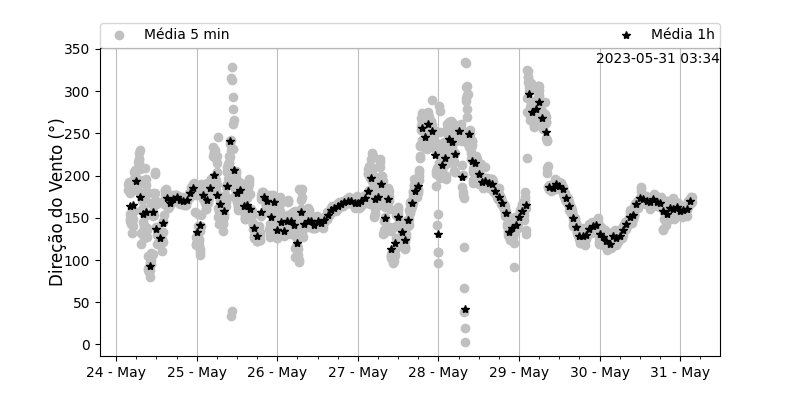 Média 5 min
Média 1h
2023-05-31 03:34
Direção do Vento (°)
350
300
250
200
150
100
50
0
24 - May
25 - May
26 - May
27 - May
28 - May
29 - May
30 - May
31 - May